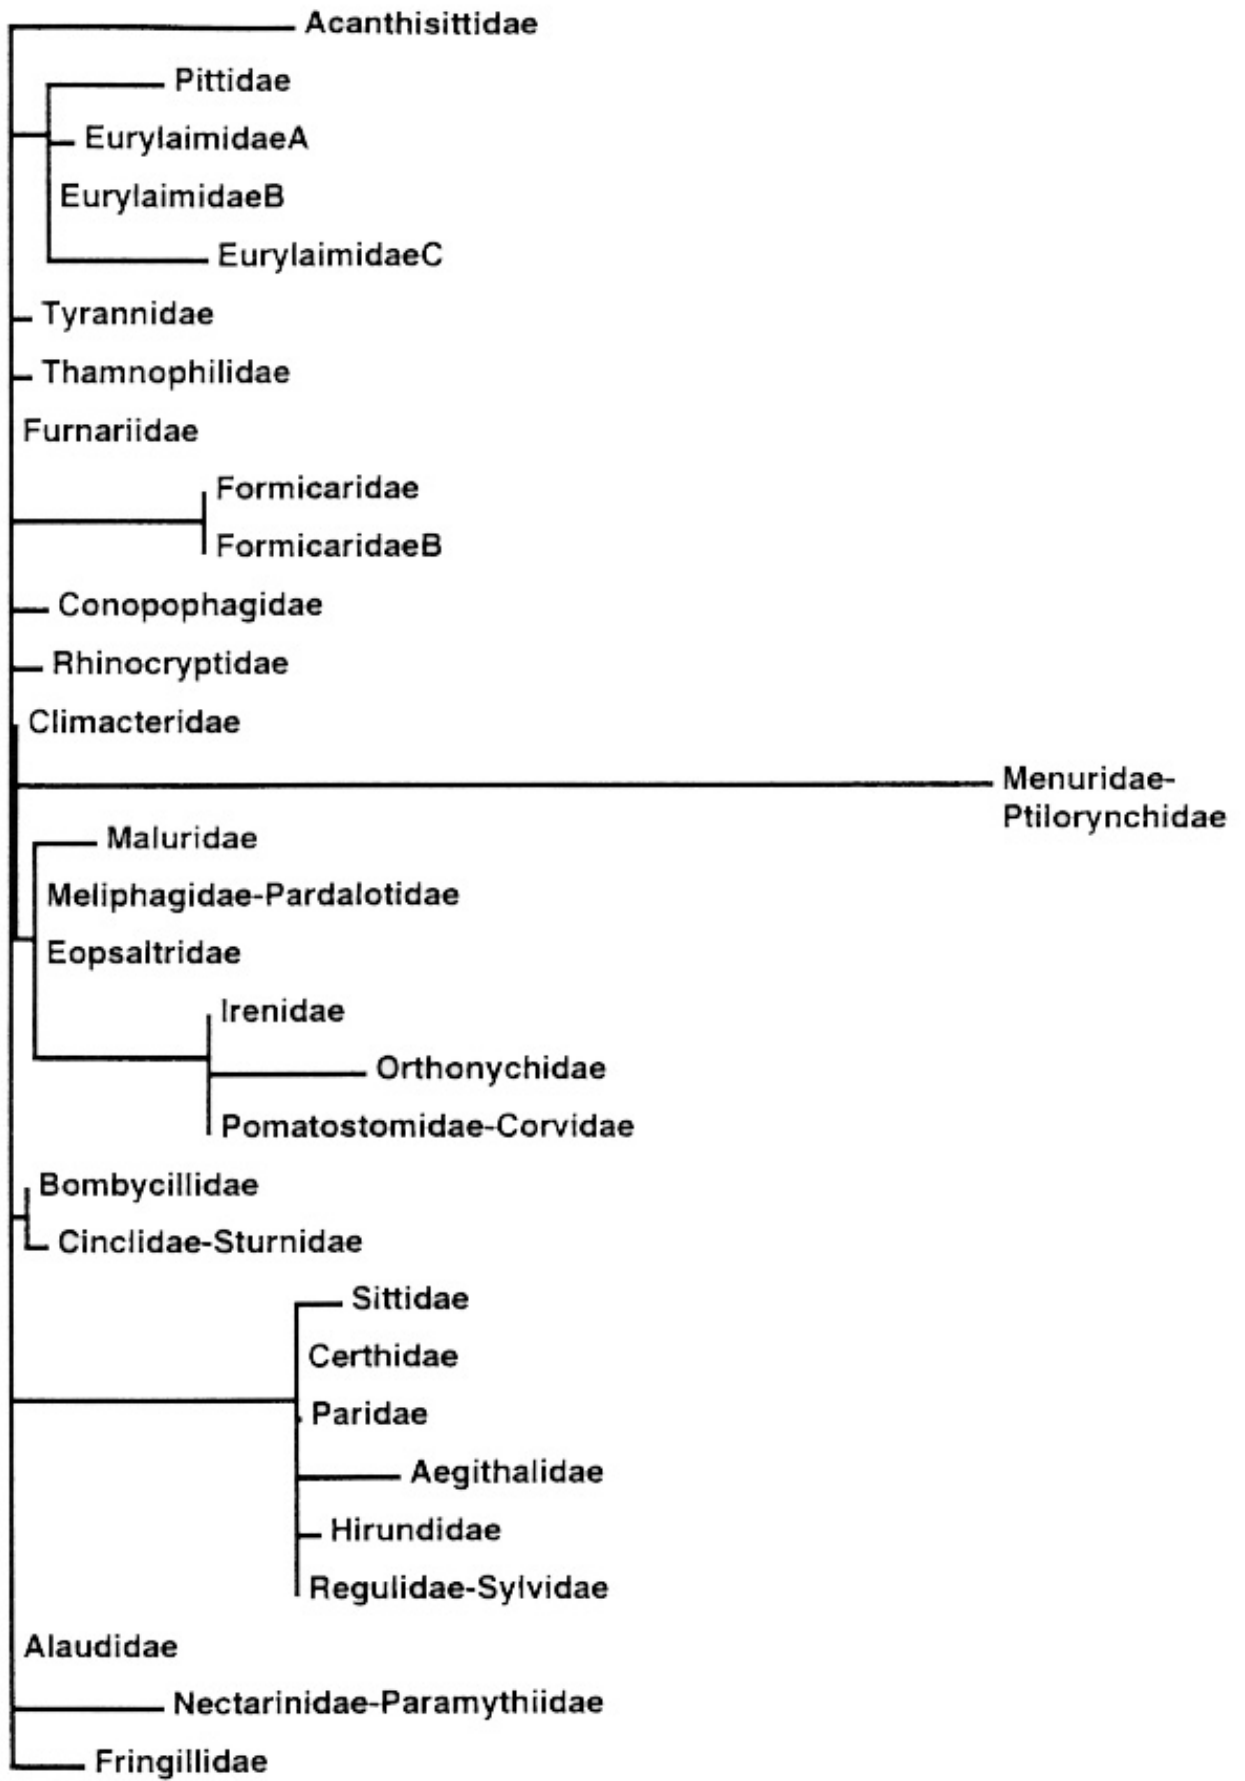 Acanthisittidae
Pittidae
EurylaimidaeA
EurylaimidaeB
EurylaimidaeC
Tyrannidae
Thamnophilidae
Furnariidae
Formicaridae
FormicaridaeB
Conopophagidae
Rhinocryptidae
Climacteridae
Menuridae-
Ptilorynchidae
Maluridae
Meliphagidae-Pardalotidae
Eopsaltridae
Irenidae
Orthonychidae
Pomatostomidae-Corvidae
Bombycillidae
Cinclidae-Sturnidae
Sittidae
Certhidae
Paridae
Aegithalidae
Hirundidae
Regulidae-Sylvidae
Alaudidae
Nectarinidae-Paramythiidae
Fringillidae